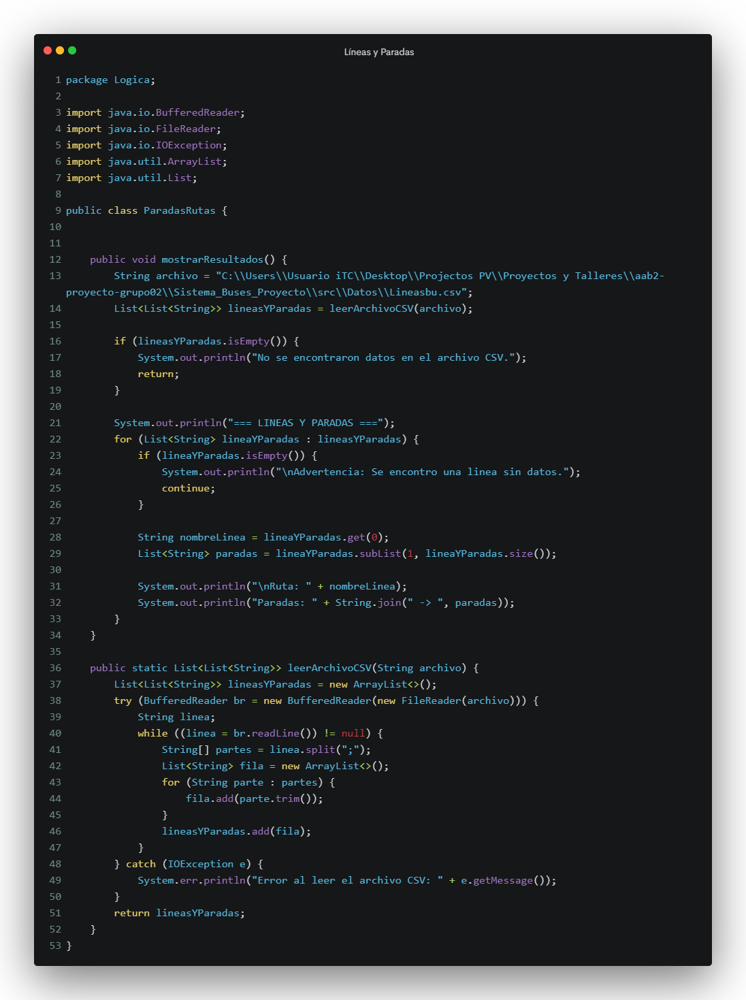 Líneas y Paradas
1 package Logica;
2
3 import java.io.BufferedReader;
4 import java.io.FileReader;
5 import java.io.IOException;
6 import java.util.ArrayList;
7 import java.util.List;
8
9 public class ParadasRutas {
10
11
12     public void mostrarResultados() {
13         String archivo = "C:\\Users\\Usuario iTC\\Desktop\\Projectos PV\\Proyectos y Talleres\\aab2-
proyecto-grupo02\\Sistema_Buses_Proyecto\\src\\Datos\\Lineasbu.csv";
14         List<List<String>> lineasYParadas = leerArchivoCSV(archivo);
15
16         if (lineasYParadas.isEmpty()) {
17             System.out.println("No se encontraron datos en el archivo CSV.");
18             return;
19         }
20
21         System.out.println("=== LINEAS Y PARADAS ===");
22         for (List<String> lineaYParadas : lineasYParadas) {
23             if (lineaYParadas.isEmpty()) {
24                 System.out.println("\nAdvertencia: Se encontro una linea sin datos.");
25                 continue;
26             }
27
28             String nombreLinea = lineaYParadas.get(0);
29             List<String> paradas = lineaYParadas.subList(1, lineaYParadas.size());
30
31             System.out.println("\nRuta: " + nombreLinea);
32             System.out.println("Paradas: " + String.join(" -> ", paradas));
33         }
34     }
35
36     public static List<List<String>> leerArchivoCSV(String archivo) {
37         List<List<String>> lineasYParadas = new ArrayList<>();
38         try (BufferedReader br = new BufferedReader(new FileReader(archivo))) {
39             String linea;
40             while ((linea = br.readLine()) != null) {
41                 String[] partes = linea.split(";");
42                 List<String> fila = new ArrayList<>();
43                 for (String parte : partes) {
44                     fila.add(parte.trim());
45                 }
46                 lineasYParadas.add(fila);
47             }
48         } catch (IOException e) {
49             System.err.println("Error al leer el archivo CSV: " + e.getMessage());
50         }
51         return lineasYParadas;
52     }
53 }